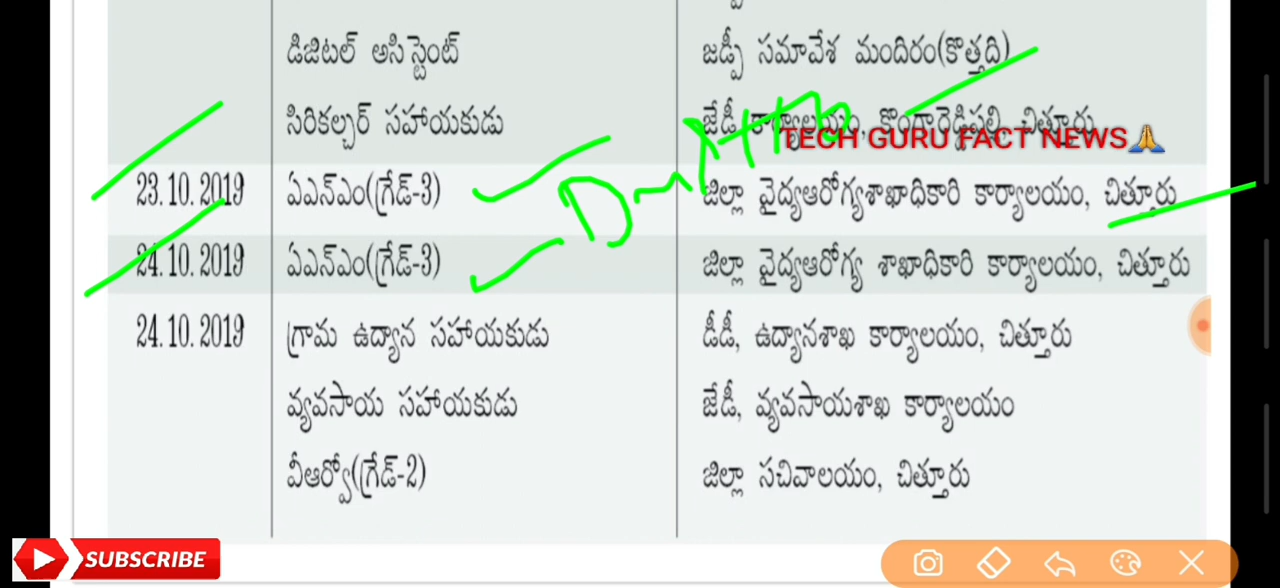 డిజిటల్ అసిస్టెంట్ జడ్పీ సమావేశ మందిరం(కొత్తది)
సిరికల్చర్ సహాయకుడు జేడీ కార్యాలయం, కొంగారెడ్డిపల్లి, చిత్తూరు
TECH GURU FACT NEWS🙏
23.10.2019 ఏఎన్ఎం(గ్రేడ్-3) జిల్లా వైద్యఆరోగ్యశాఖాధికారి కార్యాలయం, చిత్తూరు
24.10.2019 ఏఎన్ఎం(గ్రేడ్-3) జిల్లా వైద్యఆరోగ్య శాఖాధికారి కార్యాలయం, చిత్తూరు
24.10.2019 గ్రామ ఉద్యాన సహాయకుడు డీడీ, ఉద్యానశాఖ కార్యాలయం, చిత్తూరు
వ్యవసాయ సహాయకుడు జేడీ, వ్యవసాయశాఖ కార్యాలయం
వీఆర్వో(గ్రేడ్-2) జిల్లా సచివాలయం, చిత్తూరు
SUBSCRIBE